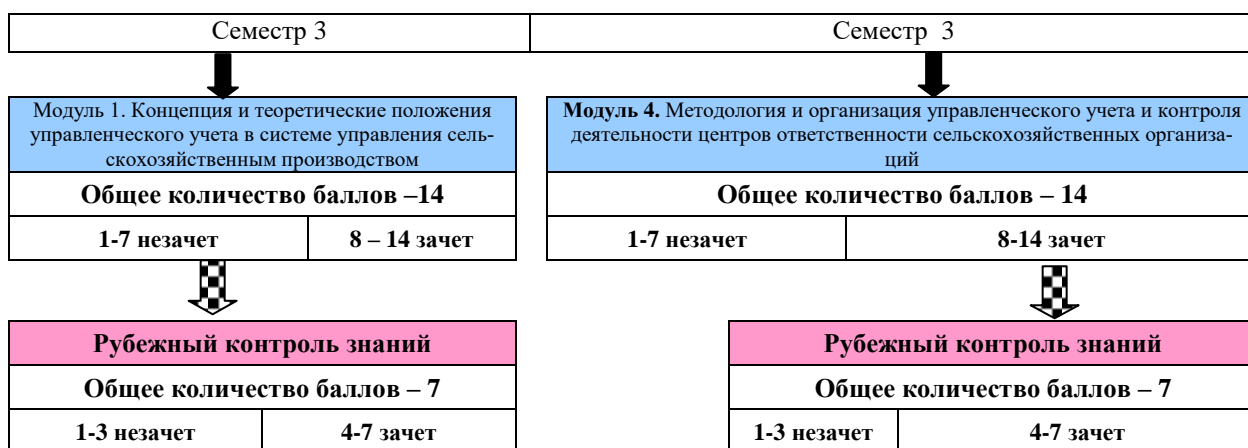 Семестр 3
Семестр 3
Модуль 1. Концепция и теоретические положения
управленческого учета в системе управления сель-
скохозяйственным производством
Общее количество баллов –14
1-7 незачет
8 – 14 зачет
Рубежный контроль знаний
Общее количество баллов – 7
1-3 незачет
4-7 зачет
Модуль 4. Методология и организация управленческого учета и контроля
деятельности центров ответственности сельскохозяйственных организа-
ций
Общее количество баллов – 14
1-7 незачет
8-14 зачет
Рубежный контроль знаний
Общее количество баллов – 7
1-3 незачет
4-7 зачет